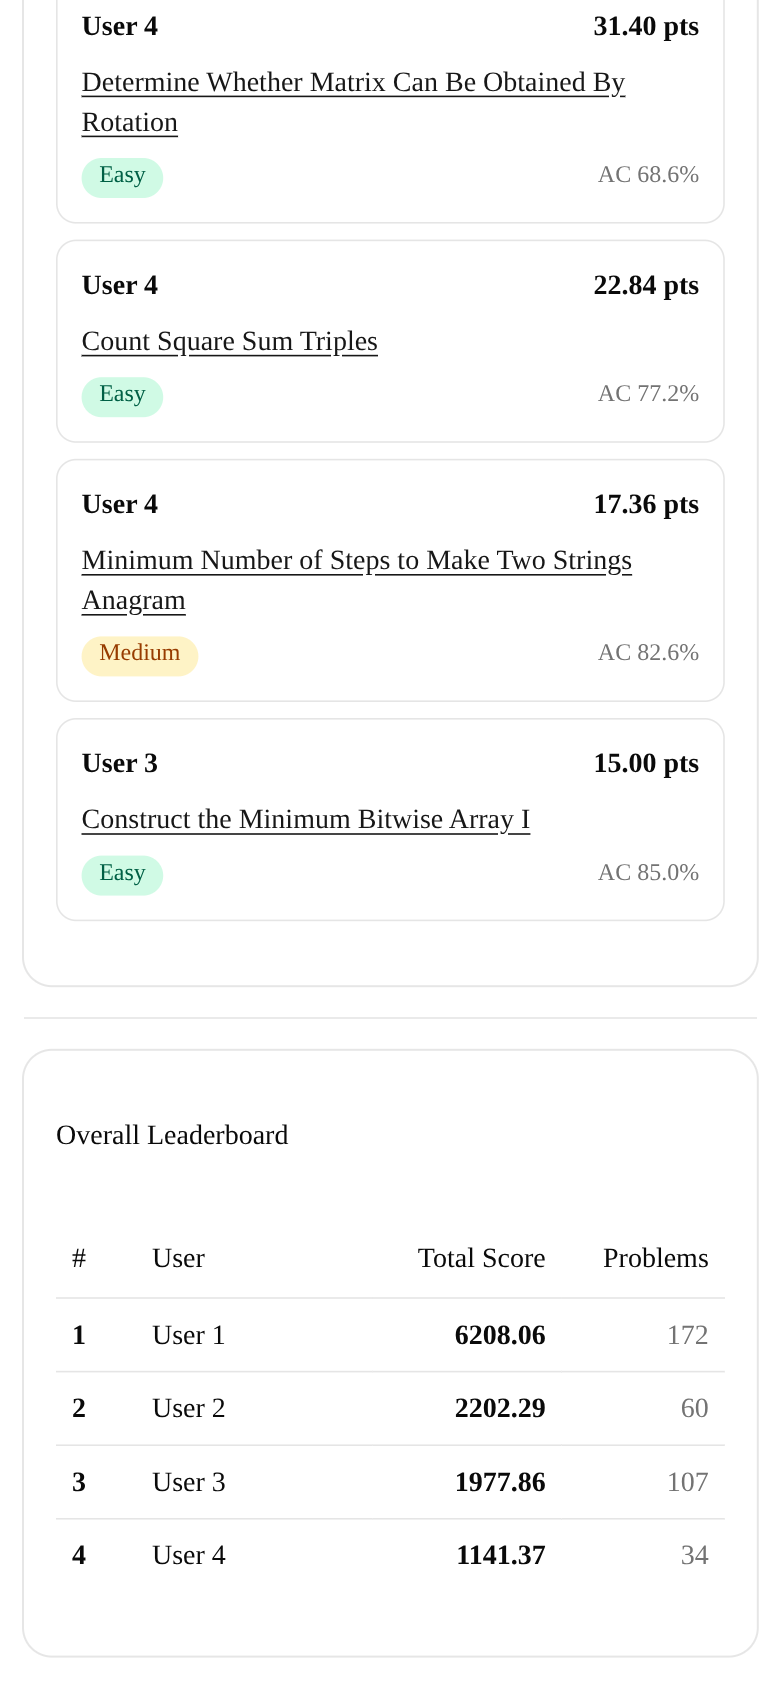 User 4 31.40 pts
Determine Whether Matrix Can Be Obtained By
Rotation
Easy AC 68.6%
User 4 22.84 pts
Count Square Sum Triples
Easy AC 77.2%
User 4 17.36 pts
Minimum Number of Steps to Make Two Strings
Anagram
Medium AC 82.6%
User 3 15.00 pts
Construct the Minimum Bitwise Array I
Easy AC 85.0%
Overall Leaderboard
# User Total Score Problems
1 User 1 6208.06 172
2 User 2 2202.29 60
3 User 3 1977.86 107
4 User 4 1141.37 34